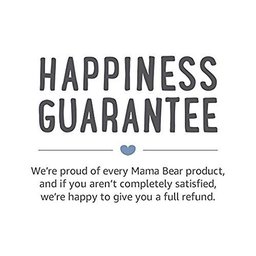 HAPPINESS
GUARANTEE
We're proud of every Mama Bear product,
and if you aren't completely satisfied,
we're happy to give you a full refund.